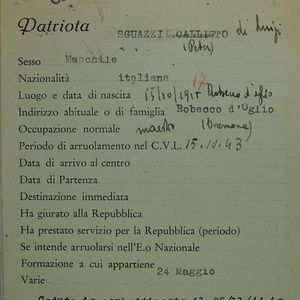 Patriota SGUAZZI CALLISTO di Luigi
(Peter)
Sesso Maschile
Nazionalità italiana
17
Luogo e data di nascita 15/10/1915 Robecco d'Oglio
Indirizzo abituale o di famiglia Robecco d'Oglio
Occupazione normale maestro (Cremona)
Periodo di arruolamento nel C.V.L. 15.10.43
Data di arrivo al centro
Data di Partenza
Destinazione immediata
Ha giurato alla Repubblica
Ha prestato servizio per la Repubblica (periodo)
Se intende arruolarsi nell'E.o Nazionale
Formazione a cui appartiene
24 Maggio
Varie